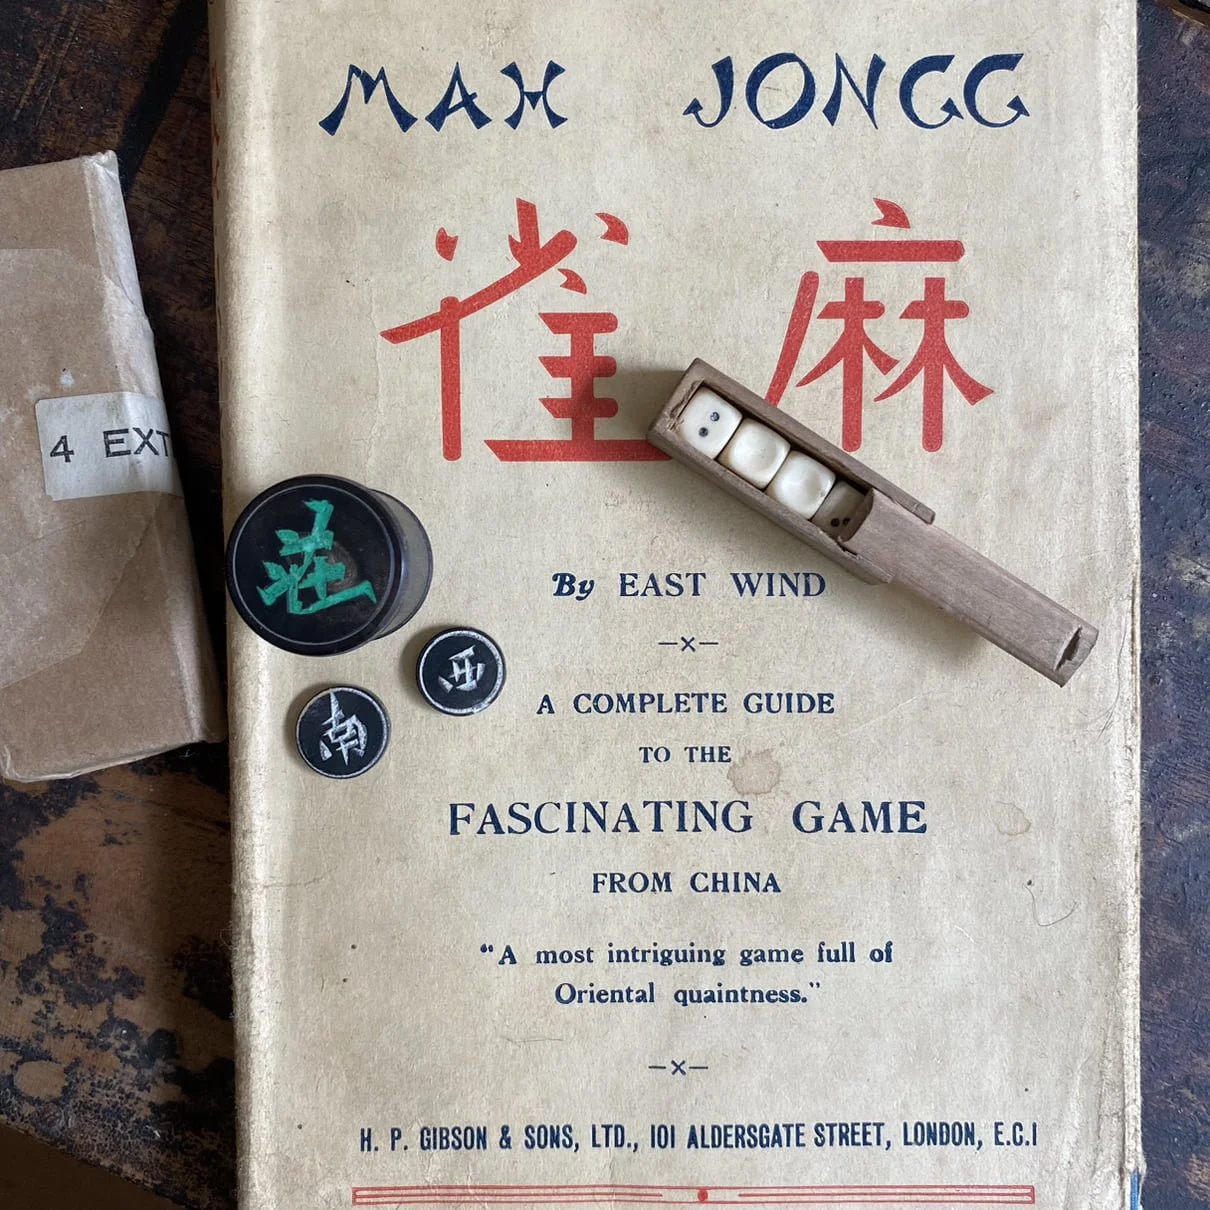 MAH JONGG
雀麻
4 EXT
莊
西
南
By EAST WIND
A COMPLETE GUIDE
TO THE
FASCINATING GAME
FROM CHINA
“A most intriguing game full of
Oriental quaintness.”
H. P. GIBSON & SONS, LTD., 101 ALDERSGATE STREET, LONDON, E.C.1